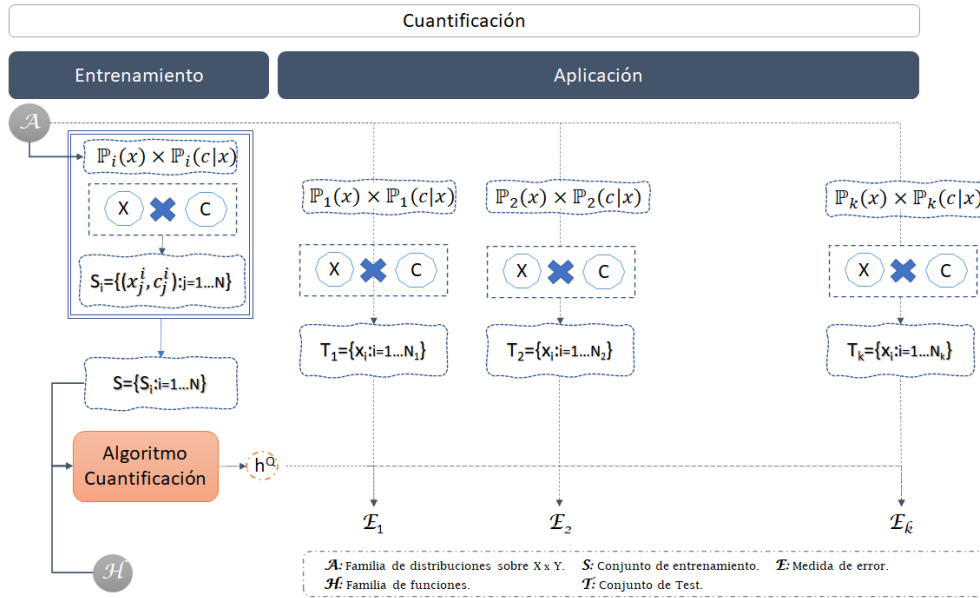 Cuantificación
Entrenamiento
Aplicación
𝒜
ℙᵢ(x) × ℙᵢ(c|x)
X C
Sᵢ={(xⱼⁱ, cⱼⁱ):j=1...N}
S={Sᵢ:i=1...N}
Algoritmo
Cuantificación
h^Q
ℋ
ℙ₁(x) × ℙ₁(c|x)
X C
T₁={xᵢ:i=1...N₁}
ℰ₁
ℙ₂(x) × ℙ₂(c|x)
X C
T₂={xᵢ:i=1...N₂}
ℰ₂
ℙₖ(x) × ℙₖ(c|x)
X C
Tₖ={xᵢ:i=1...Nₖ}
ℰₖ
𝒜: Familia de distribuciones sobre X x Y. S: Conjunto de entrenamiento. ℰ: Medida de error.
ℋ: Familia de funciones. 𝒯: Conjunto de Test.